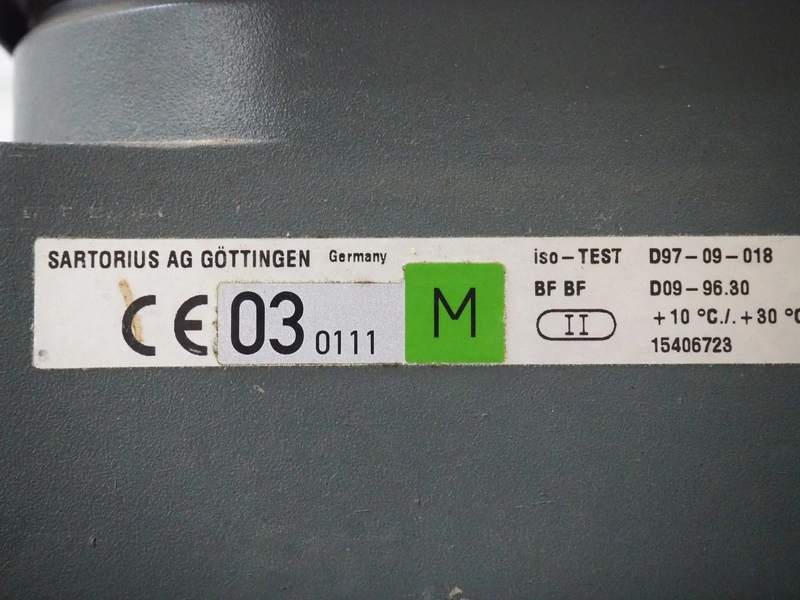 SARTORIUS AG GÖTTINGEN Germany
CE 03 0111 M
iso-TEST D97-09-018
BF BF D09-96.30
II +10 °C./.+30 °C
15406723